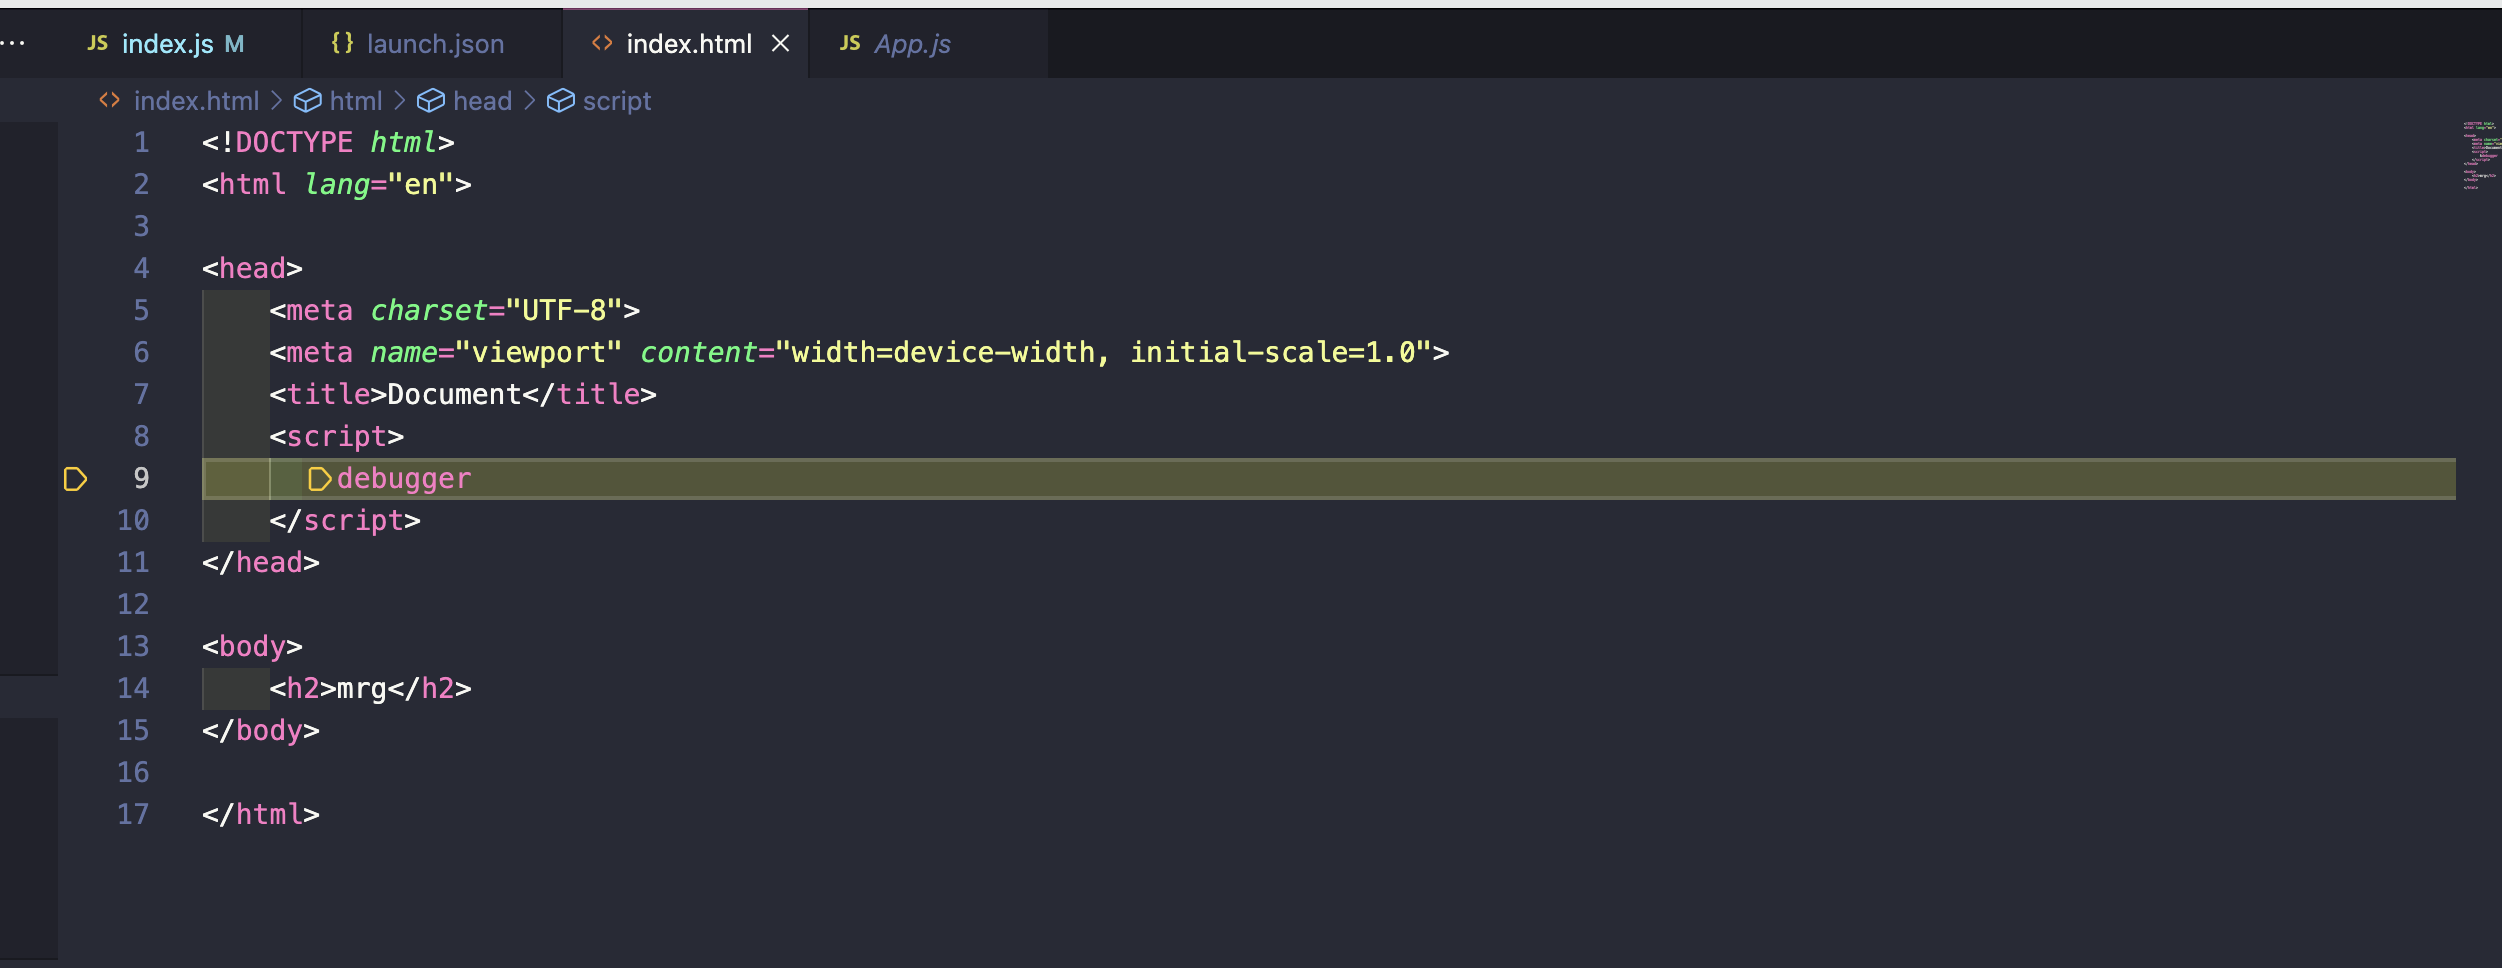 ··· JS index.js M {} launch.json <> index.html × JS App.js
<> index.html > html > head > script
1 <!DOCTYPE html>
2 <html lang="en">
3
4 <head>
5 <meta charset="UTF-8">
6 <meta name="viewport" content="width=device-width, initial-scale=1.0">
7 <title>Document</title>
8 <script>
9 debugger
10 </script>
11 </head>
12
13 <body>
14 <h2>mrg</h2>
15 </body>
16
17 </html>